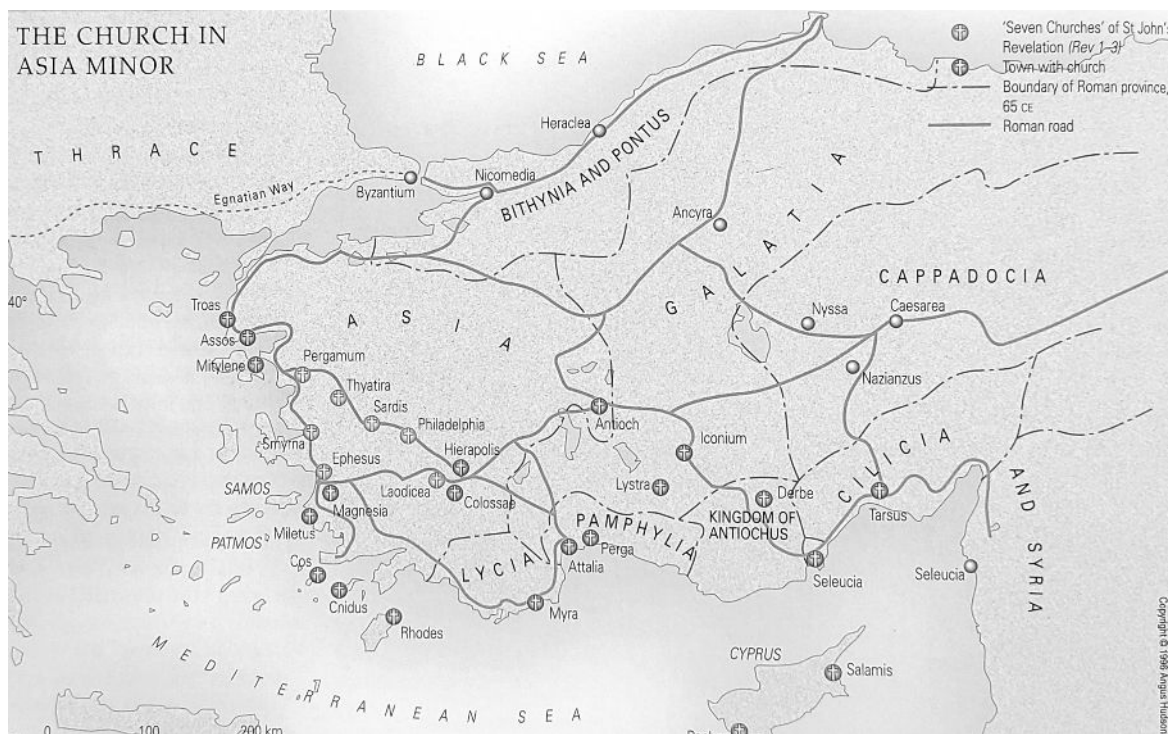 THE CHURCH IN
ASIA MINOR
BLACK SEA
'Seven Churches' of St John's
Revelation (Rev 1–3)
Town with church
Boundary of Roman province,
65 CE
Roman road
THRACE
Egnatian Way
Byzantium
Heraclea
Nicomedia
BITHYNIA AND PONTUS
Ancyra
GALATIA
CAPPADOCIA
40°
Troas
Assos
Mitylene
ASIA
Pergamum
Thyatira
Sardis
Philadelphia
Hierapolis
Smyrna
Ephesus
Laodicea
Colossae
SAMOS
Magnesia
Miletus
PATMOS
Cos
Cnidus
Rhodes
Antioch
Iconium
Lystra
Derbe
Nyssa
Caesarea
Nazianzus
CILICIA
AND SYRIA
Tarsus
KINGDOM OF
ANTIOCHUS
PAMPHYLIA
Perga
Attalia
LYCIA
Myra
Seleucia
Seleucia
CYPRUS
Salamis
MEDITERRANEAN SEA
0 100 200 km
Copyright © 1996 Angus Hudson